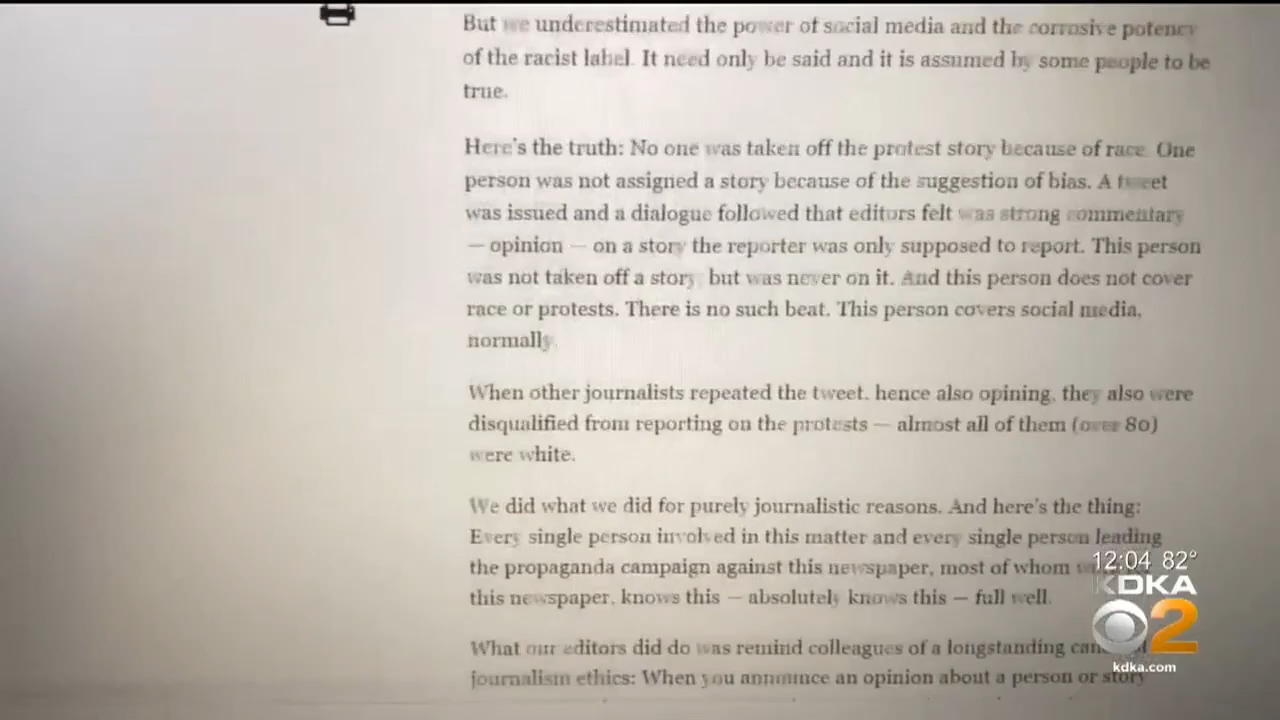 But we underestimated the power of social media and the corrosive potency
of the racist label. It need only be said and it is assumed by some people to be
true.
Here's the truth: No one was taken off the protest story because of race. One
person was not assigned a story because of the suggestion of bias. A tweet
was issued and a dialogue followed that editors felt was strong commentary
— opinion — on a story the reporter was only supposed to report. This person
was not taken off a story, but was never on it. And this person does not cover
race or protests. There is no such beat. This person covers social media,
normally.
When other journalists repeated the tweet, hence also opining, they also were
disqualified from reporting on the protests — almost all of them (over 80)
were white.
We did what we did for purely journalistic reasons. And here's the thing:
Every single person involved in this matter and every single person leading
the propaganda campaign against this newspaper, most of whom
this newspaper, knows this — absolutely knows this — full well.
What our editors did do was remind colleagues of a longstanding
journalism ethics: When you announce an opinion about a person or story
12:04 82°
KDKA
2
kdka.com